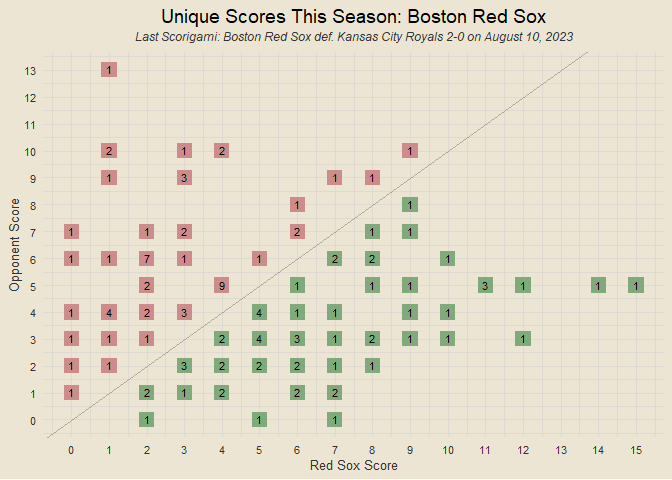 Unique Scores This Season: Boston Red Sox
Last Scorigami: Boston Red Sox def. Kansas City Royals 2-0 on August 10, 2023
13 1
12
11
10 2 1 2 1
9 1 3 1 1
8 1 1
7 1 1 2 2 1 1
6 1 1 7 1 1 2 2 1
5 2 9 1 1 1 3 1 1 1
4 1 4 2 3 4 1 1 1 1
3 1 1 1 2 4 3 1 2 1 1 1
2 1 1 3 2 2 2 1 1
1 1 2 1 2 2 2
0 1 1 1
Opponent Score
0 1 2 3 4 5 6 7 8 9 10 11 12 13 14 15
Red Sox Score